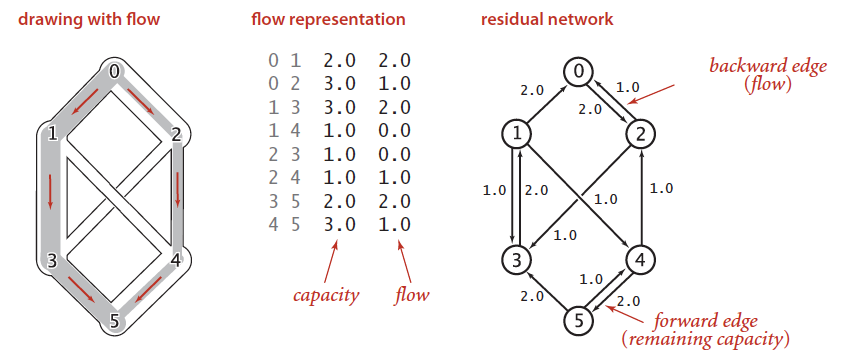 drawing with flow
0
1
2
3
4
5
flow representation
0 1 2.0 2.0
0 2 3.0 1.0
1 3 3.0 2.0
1 4 1.0 0.0
2 3 1.0 0.0
2 4 1.0 1.0
3 5 2.0 2.0
4 5 3.0 1.0
capacity
flow
residual network
0
2.0
1.0
2.0
backward edge
(flow)
1
2
1.0
2.0
1.0
1.0
1.0
3
4
2.0
1.0
2.0
5
forward edge
(remaining capacity)